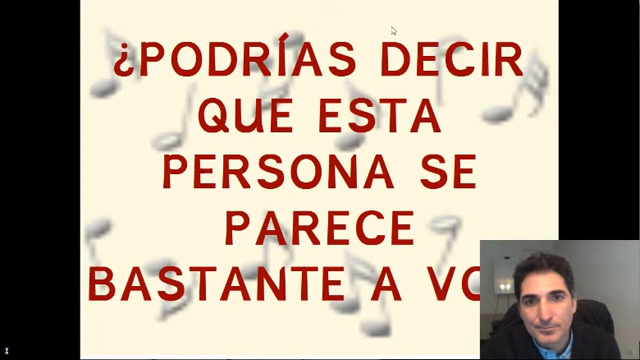 ¿PODRÍAS DECIR
QUE ESTA
PERSONA SE
PARECE
BASTANTE A